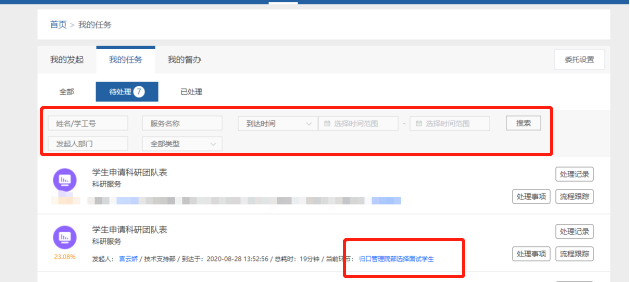 首页 > 我的任务
我的发起 我的任务 我的督办 委托设置
全部 待处理 7 已处理
姓名/学工号 服务名称 到达时间 选择时间范围 - 选择时间范围 搜索
发起人部门 全部类型
学生申请科研团队表 处理记录
科研服务
处理事项 流程跟踪
学生申请科研团队表 处理记录
科研服务
23.08% 发起人： 袁云娇 / 技术支持部 / 到达于：2020-08-28 13:52:56 / 总耗时：19分钟 / 当前环节： 归口管理院部选择面试学生 处理事项 流程跟踪